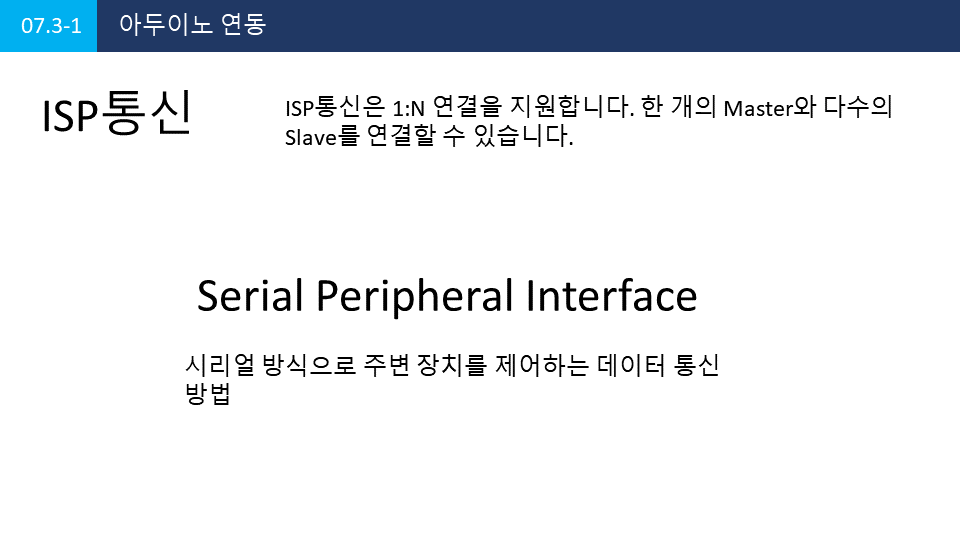 07.3-1
아두이노 연동
ISP통신
ISP통신은 1:N 연결을 지원합니다. 한 개의 Master와 다수의
Slave를 연결할 수 있습니다.
Serial Peripheral Interface
시리얼 방식으로 주변 장치를 제어하는 데이터 통신
방법